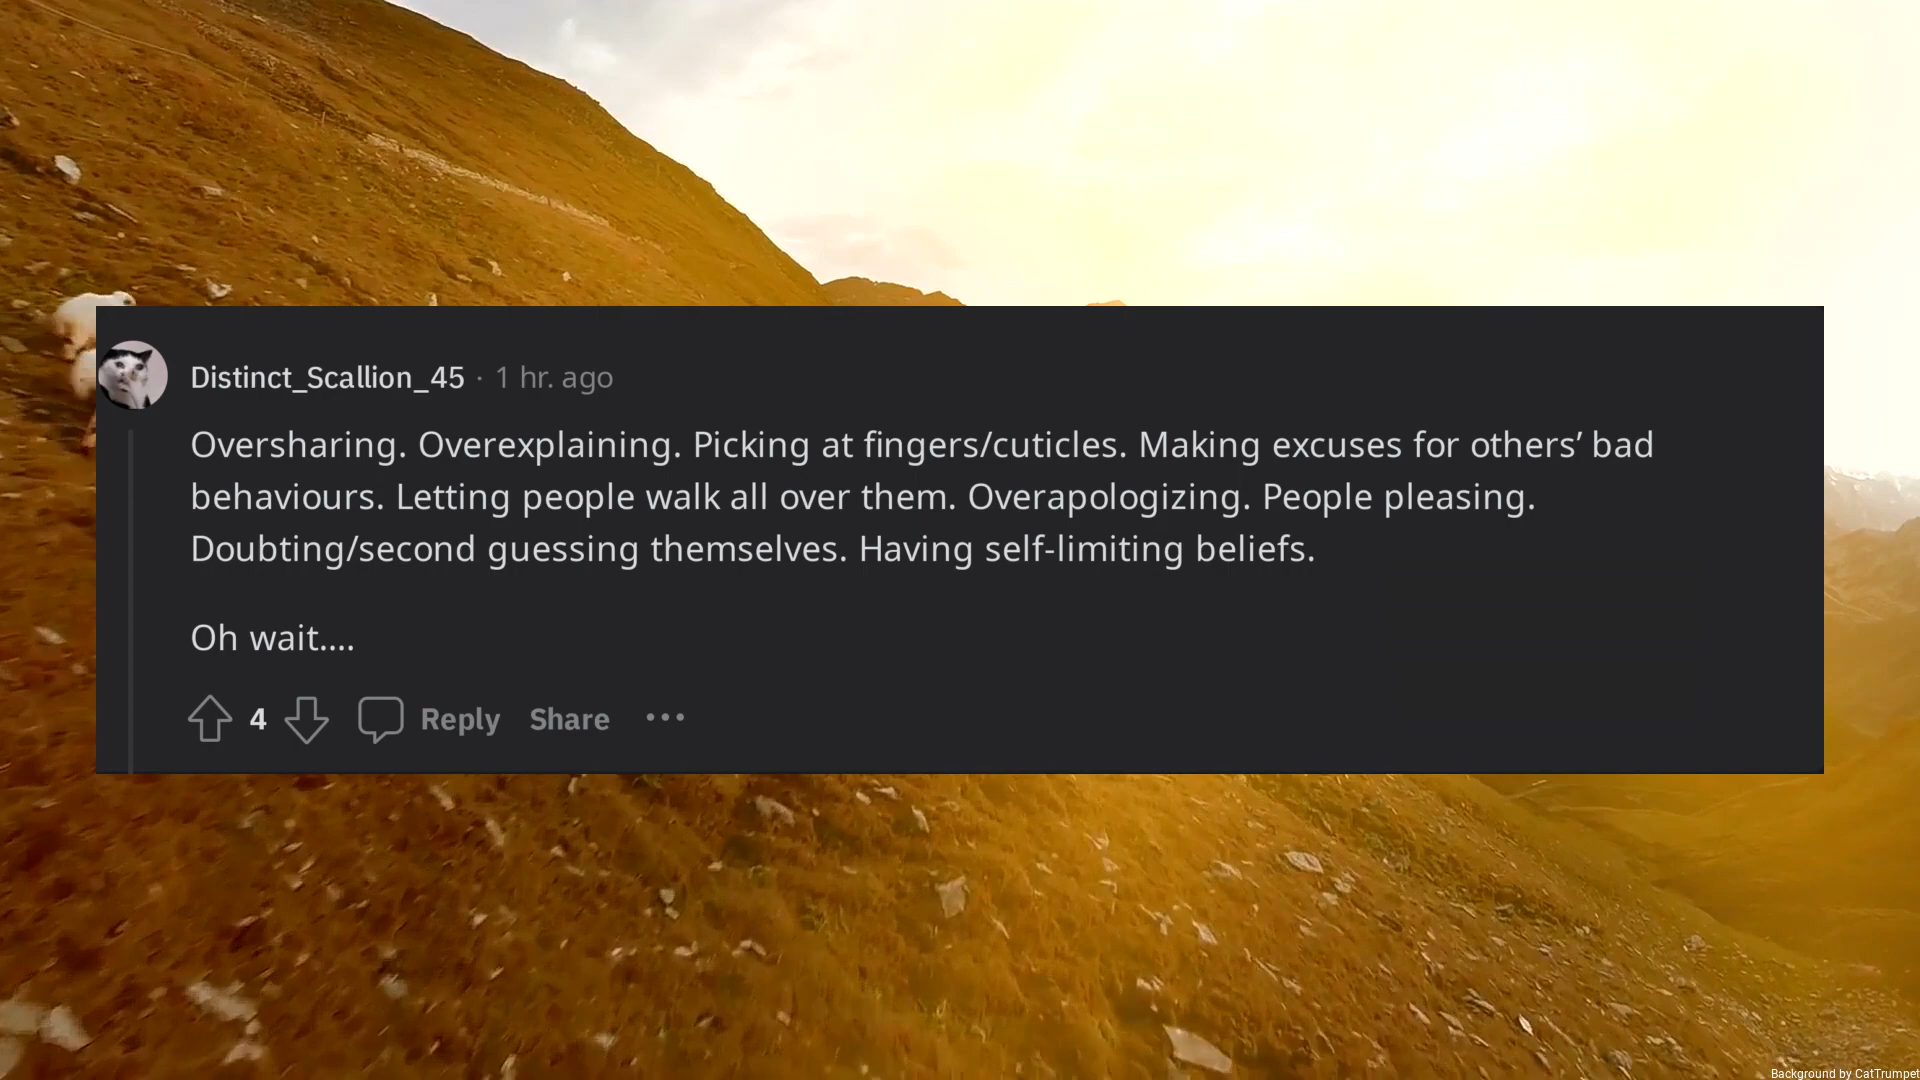 Distinct_Scallion_45 · 1 hr. ago
Oversharing. Overexplaining. Picking at fingers/cuticles. Making excuses for others’ bad
behaviours. Letting people walk all over them. Overapologizing. People pleasing.
Doubting/second guessing themselves. Having self-limiting beliefs.
Oh wait....
4 Reply Share ...
Background by CatTrumpet